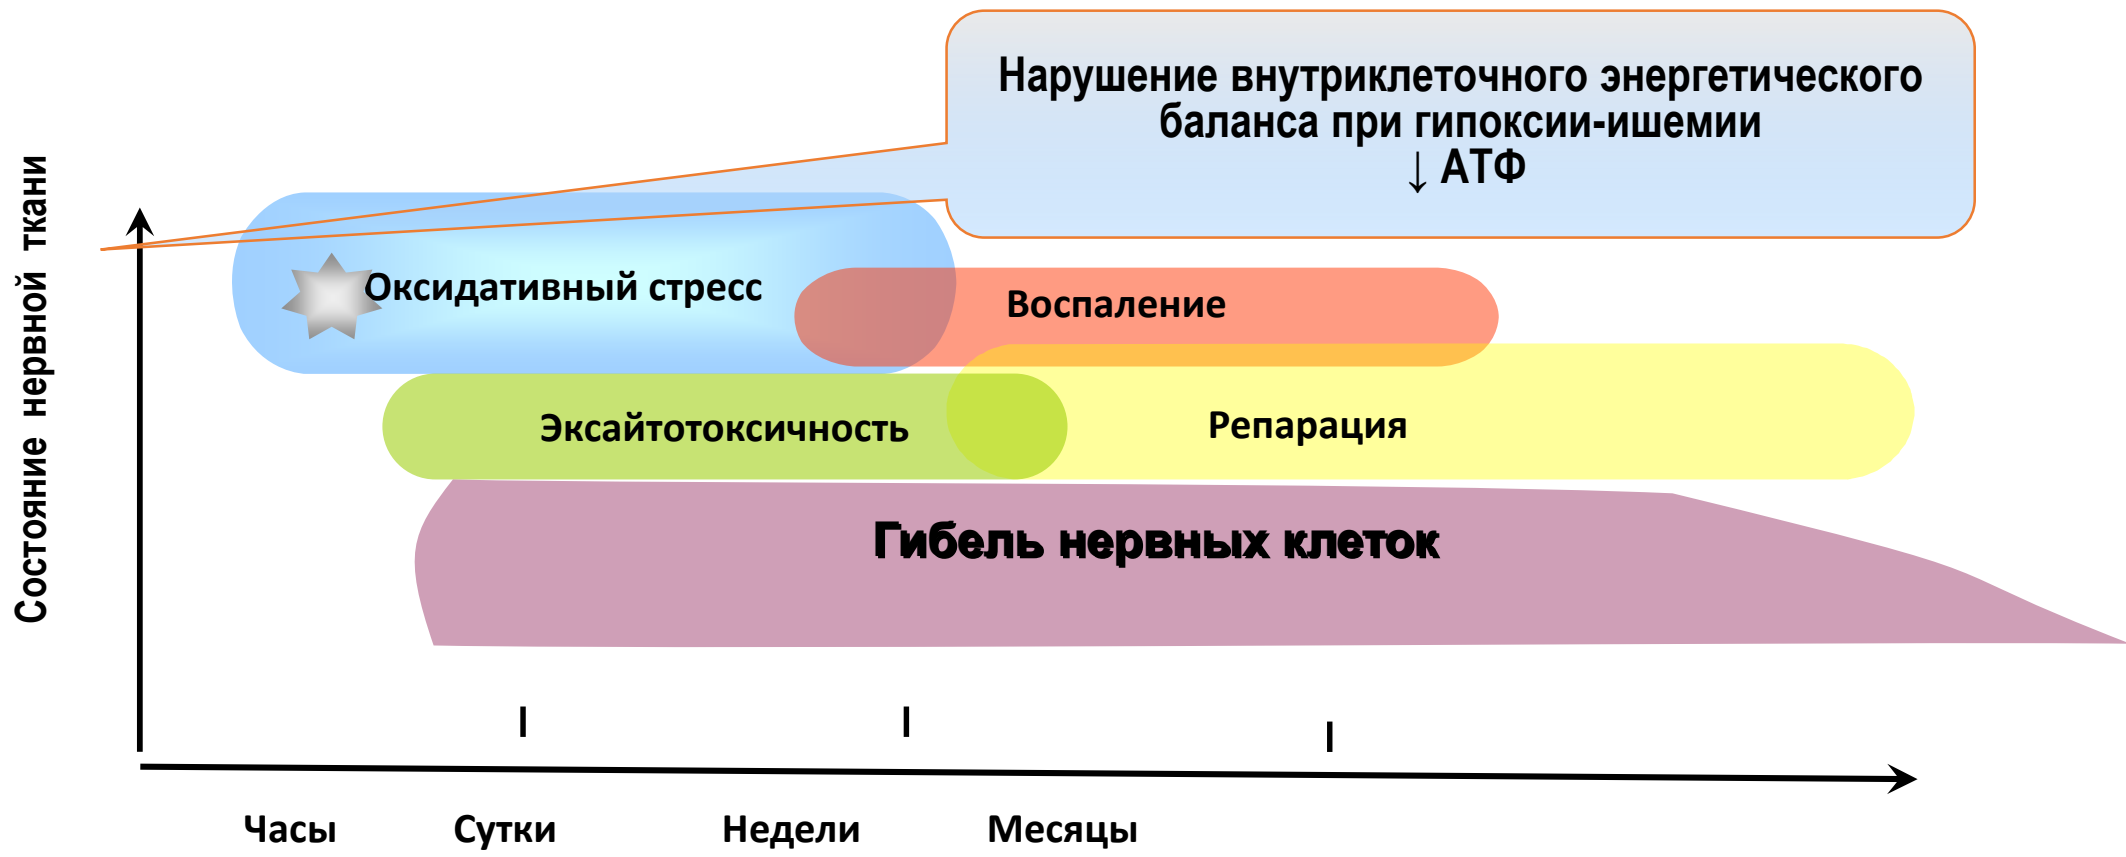 Нарушение внутриклеточного энергетического
баланса при гипоксии-ишемии
↓ АТФ
Состояние нервной ткани
Оксидативный стресс
Воспаление
Эксайтотоксичность
Репарация
Гибель нервных клеток
Часы Сутки Недели Месяцы